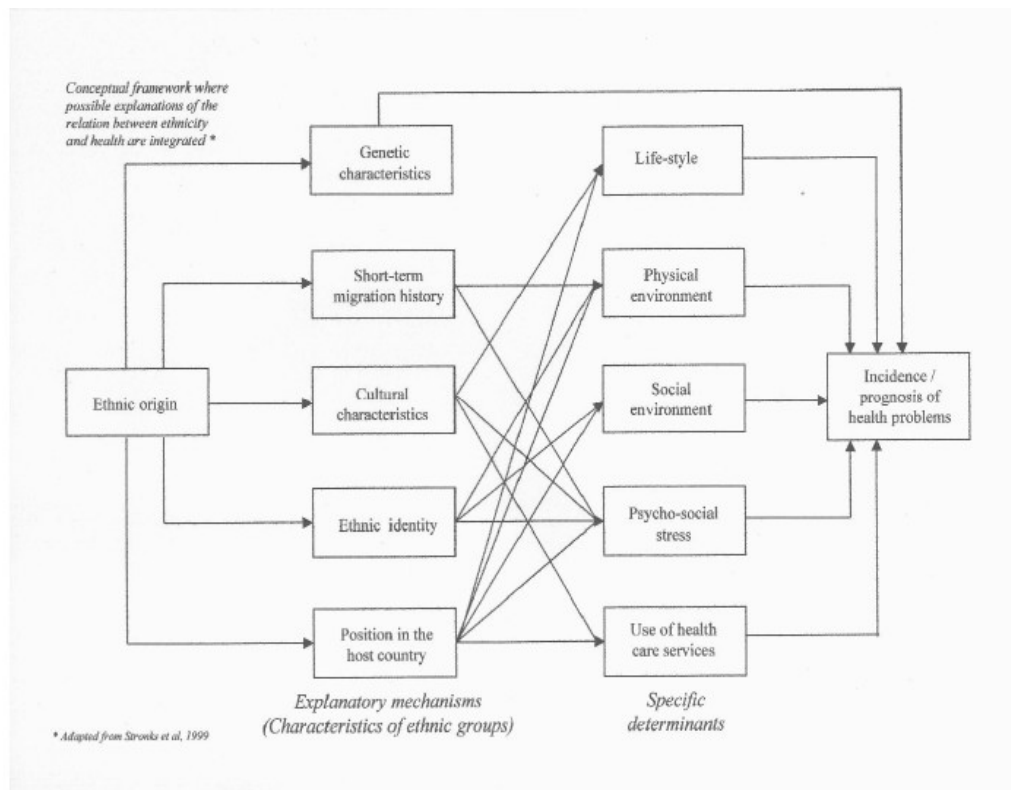 Conceptual framework where
possible explanations of the
relation between ethnicity
and health are integrated *
Genetic
characteristics
Life-style
Short-term
migration history
Physical
environment
Ethnic origin
Cultural
characteristics
Social
environment
Incidence /
prognosis of
health problems
Ethnic identity
Psycho-social
stress
Position in the
host country
Use of health
care services
Explanatory mechanisms
(Characteristics of ethnic groups)
Specific
determinants
* Adapted from Stronks et al, 1999